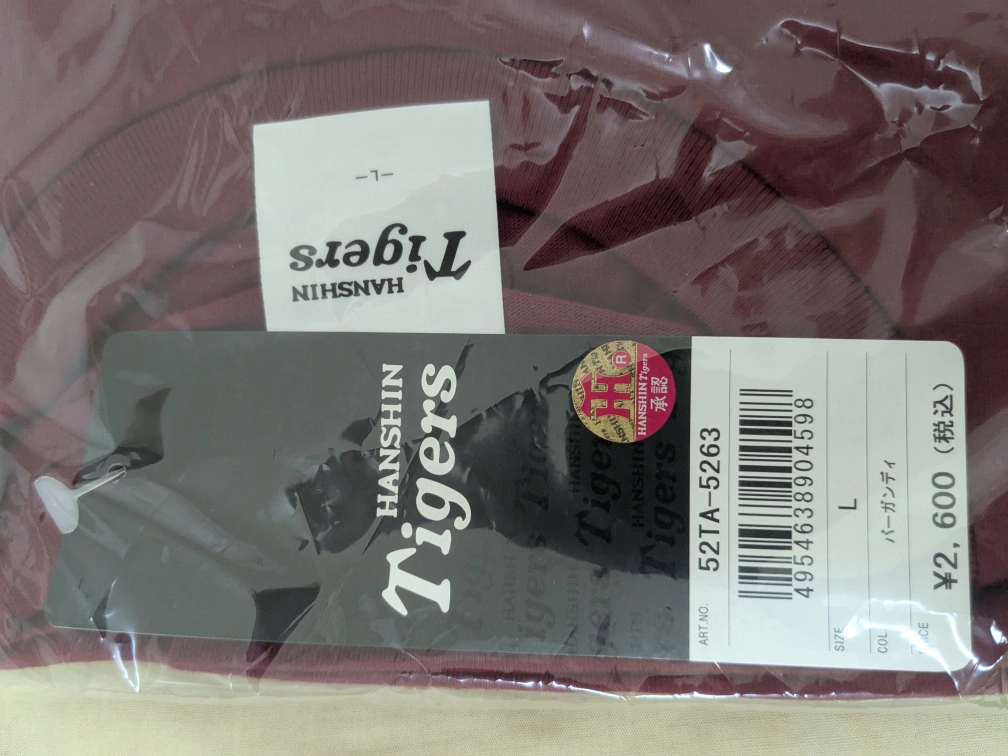 HANSHIN
Tigers
-L-
HANSHIN
Tigers
R
HANSHIN Tigers
承認
ART.NO. 52TA-5263
4954638904598
SIZE L
COL バーガンディ
¥2,600(税込)